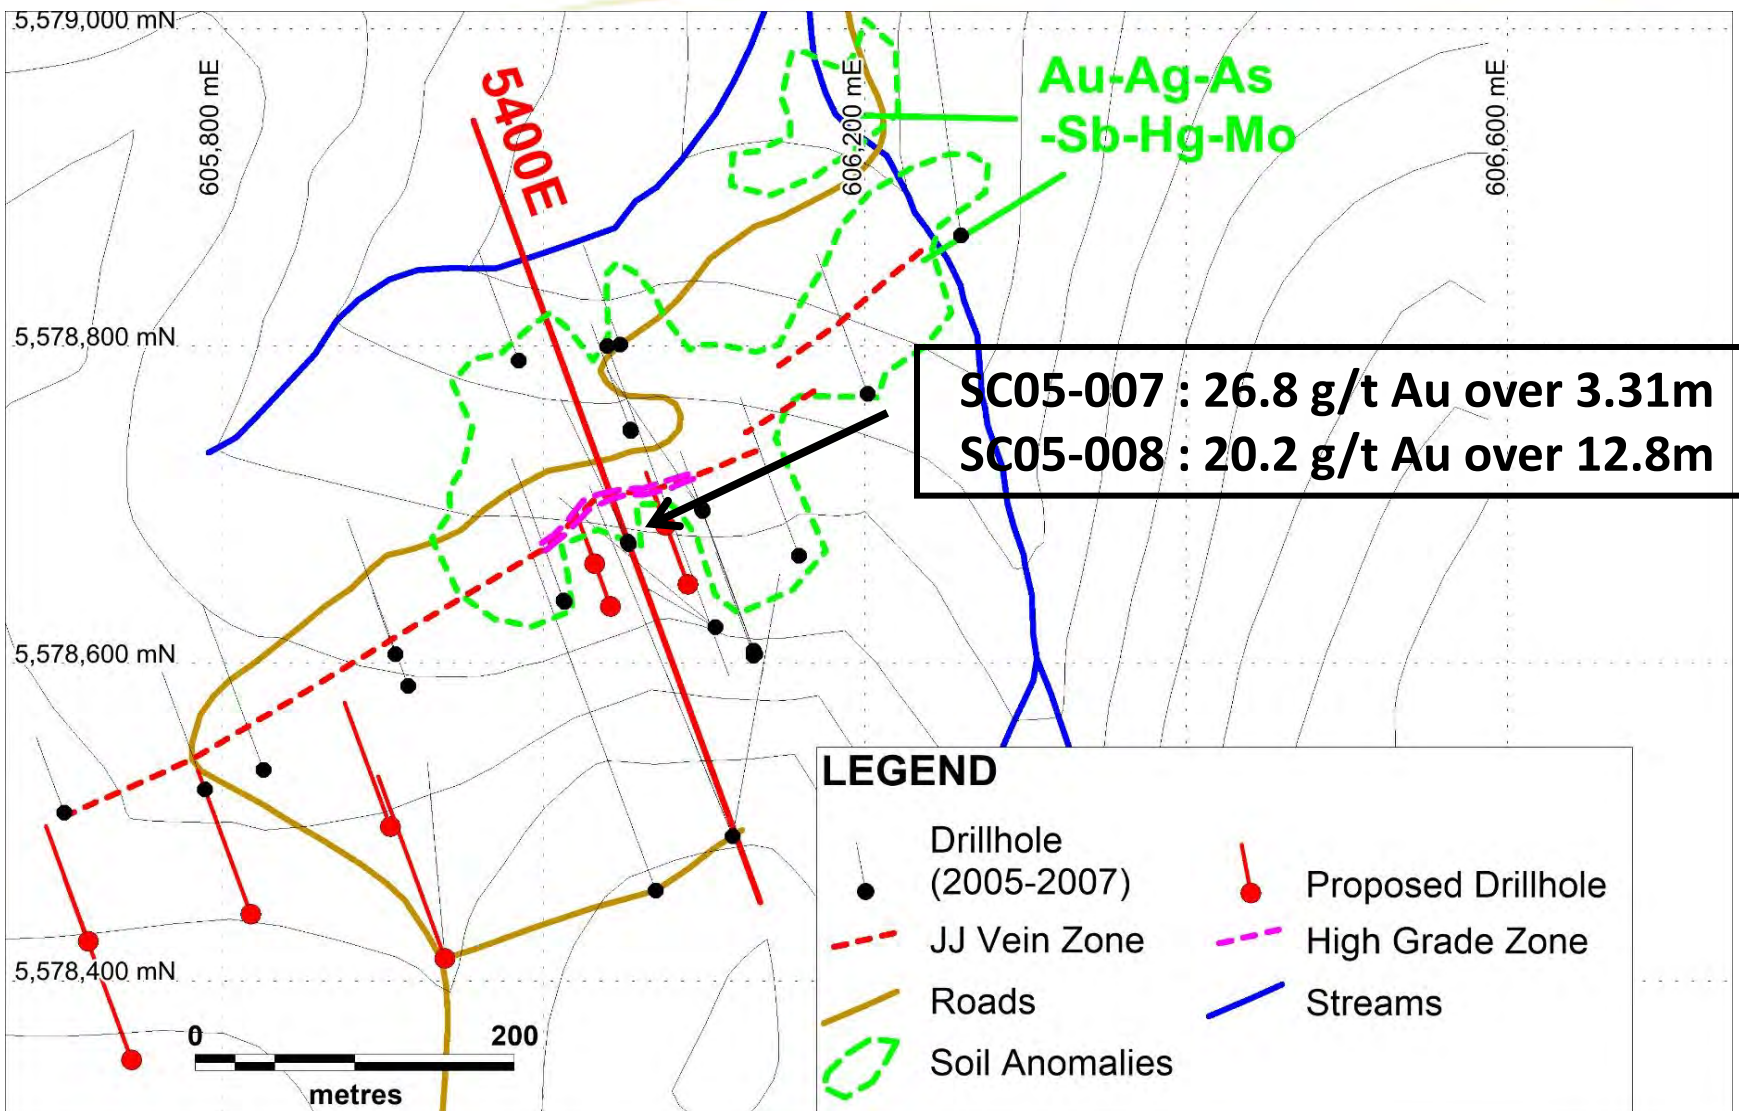 5,579,000 mN
605,800 mE
5400E
606,200 mE
Au-Ag-As
-Sb-Hg-Mo
606,600 mE
5,578,800 mN
SC05-007 : 26.8 g/t Au over 3.31m
SC05-008 : 20.2 g/t Au over 12.8m
5,578,600 mN
5,578,400 mN
0 200
metres
LEGEND
Drillhole
(2005-2007)
Proposed Drillhole
JJ Vein Zone
High Grade Zone
Roads
Streams
Soil Anomalies